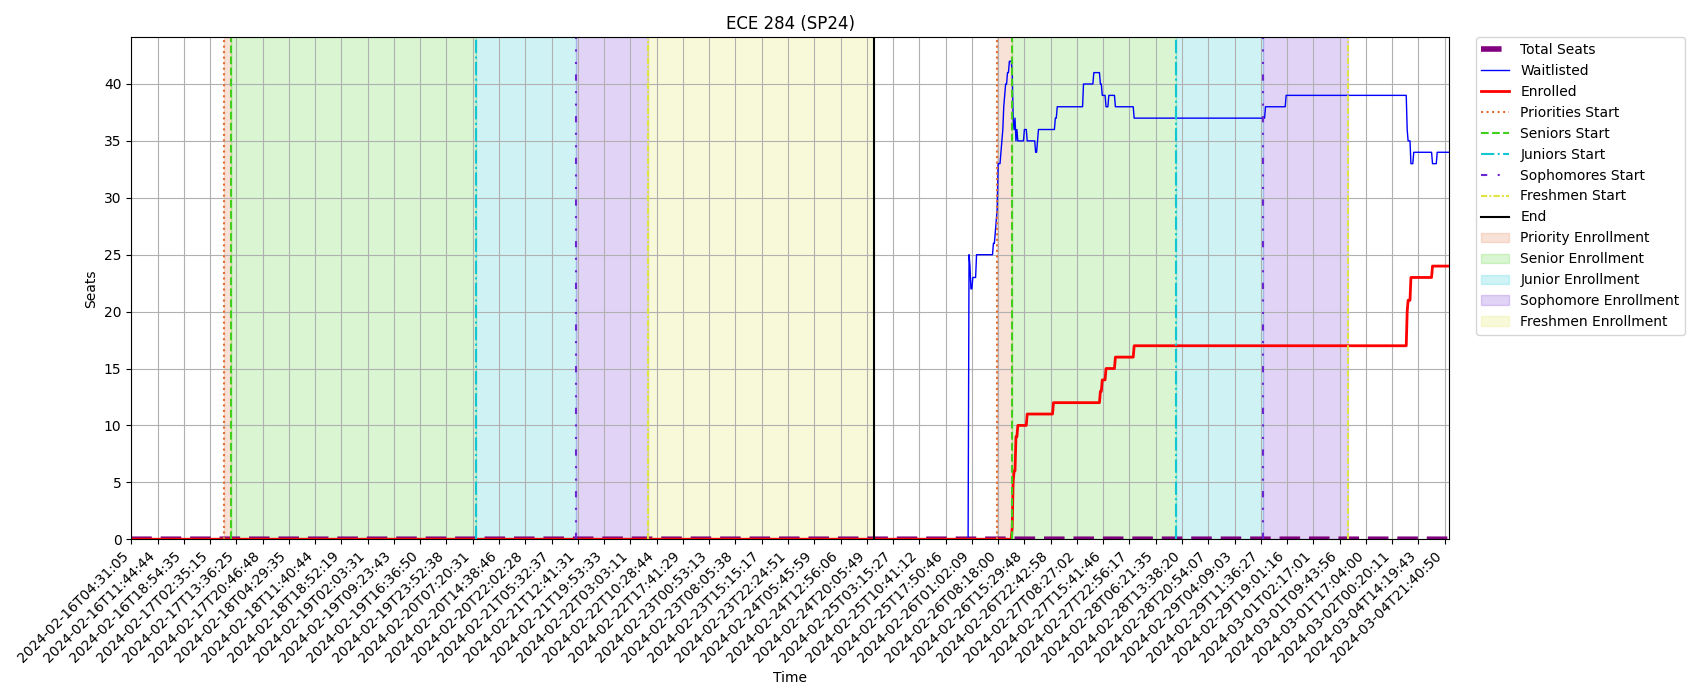 ECE 284 (SP24)
Seats
40
35
30
25
20
15
10
5
0
2024-02-16T04:31:05
2024-02-16T11:44:44
2024-02-16T18:54:35
2024-02-17T02:35:15
2024-02-17T13:36:25
2024-02-17T20:46:48
2024-02-18T04:29:35
2024-02-18T11:40:44
2024-02-18T18:52:19
2024-02-19T02:03:31
2024-02-19T09:23:43
2024-02-19T16:36:50
2024-02-19T23:52:38
2024-02-20T07:20:31
2024-02-20T14:38:46
2024-02-20T22:02:28
2024-02-21T05:32:37
2024-02-21T12:41:31
2024-02-21T19:53:33
2024-02-22T03:03:11
2024-02-22T10:28:44
2024-02-22T17:41:29
2024-02-23T00:53:13
2024-02-23T08:05:38
2024-02-23T15:15:17
2024-02-23T22:24:51
2024-02-24T05:45:59
2024-02-24T12:56:06
2024-02-24T20:05:49
2024-02-25T03:15:27
2024-02-25T10:41:12
2024-02-25T17:50:46
2024-02-26T01:02:09
2024-02-26T08:18:00
2024-02-26T15:29:48
2024-02-26T22:42:58
2024-02-27T08:27:02
2024-02-27T15:41:46
2024-02-27T22:56:17
2024-02-28T06:21:35
2024-02-28T13:38:20
2024-02-28T20:54:07
2024-02-29T04:09:03
2024-02-29T11:36:27
2024-02-29T19:01:16
2024-03-01T02:17:01
2024-03-01T09:43:56
2024-03-01T17:04:00
2024-03-02T00:20:11
2024-03-04T14:19:43
2024-03-04T21:40:50
Time
Total Seats
Waitlisted
Enrolled
Priorities Start
Seniors Start
Juniors Start
Sophomores Start
Freshmen Start
End
Priority Enrollment
Senior Enrollment
Junior Enrollment
Sophomore Enrollment
Freshmen Enrollment